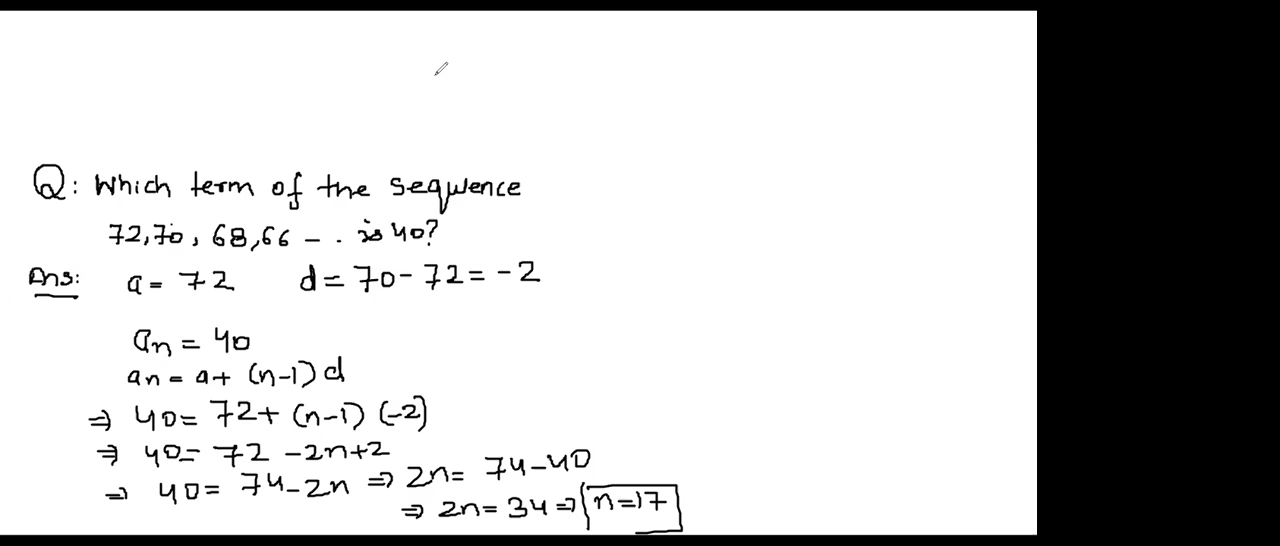 Q: Which term of the sequence
72,70, 68,66 - . . is 40?
Ans: a = 72 d = 70 - 72 = -2
an = 40
an = a + (n-1) d
⇒ 40 = 72 + (n-1) (-2)
⇒ 40 = 72 - 2n+2
⇒ 40 = 74 - 2n ⇒ 2n = 74 - 40
⇒ 2n = 34 ⇒ n=17